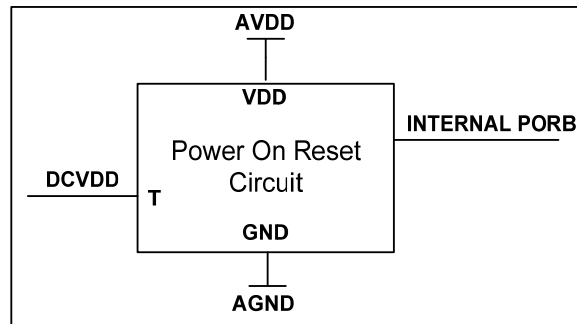 AVDD
VDD
INTERNAL PORB
Power On Reset
Circuit
DCVDD
T
GND
AGND